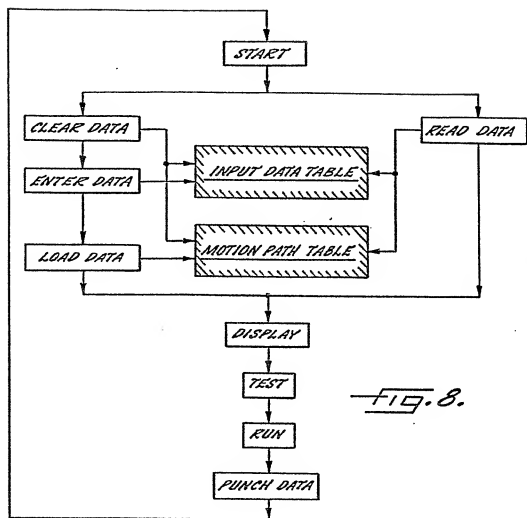 START
CLEAR DATA
READ DATA
INPUT DATA TABLE
ENTER DATA
MOTION PATH TABLE
LOAD DATA
DISPLAY
TEST
Fig. 8.
RUN
PUNCH DATA